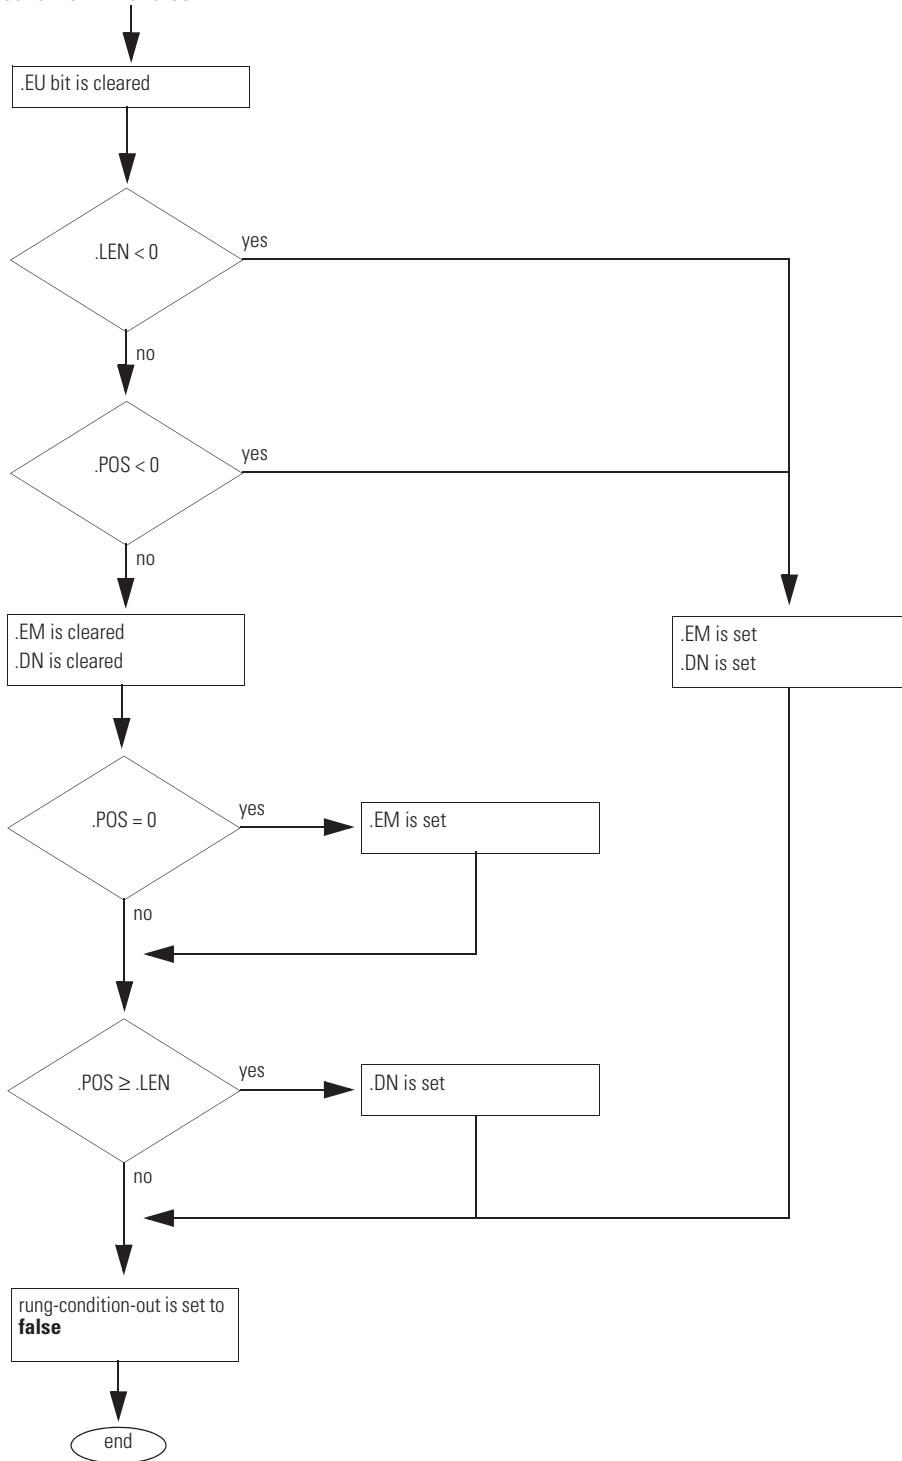 .EU bit is cleared
.LEN < 0
yes
no
.POS < 0
yes
no
.EM is cleared
.DN is cleared
.EM is set
.DN is set
.POS = 0
yes
.EM is set
no
.POS ≥ .LEN
yes
.DN is set
no
rung-condition-out is set to
false
end